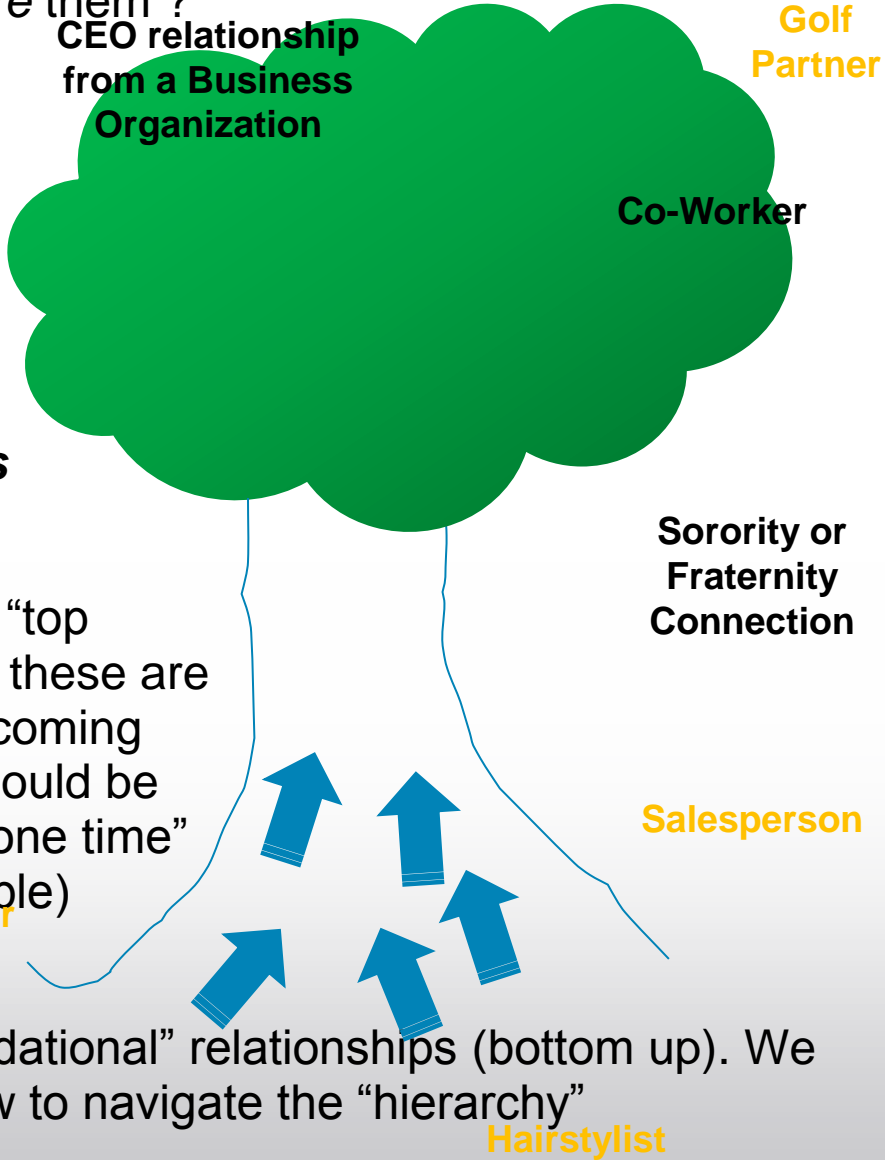 e them ?
CEO relationship
from a Business
Organization
Golf
Partner
Co-Worker
s
Sorority or
Fraternity
Connection
“top
these are
coming
ould be
one time”
ple)
r
Salesperson
dational” relationships (bottom up). We
w to navigate the “hierarchy”
Hairstylist